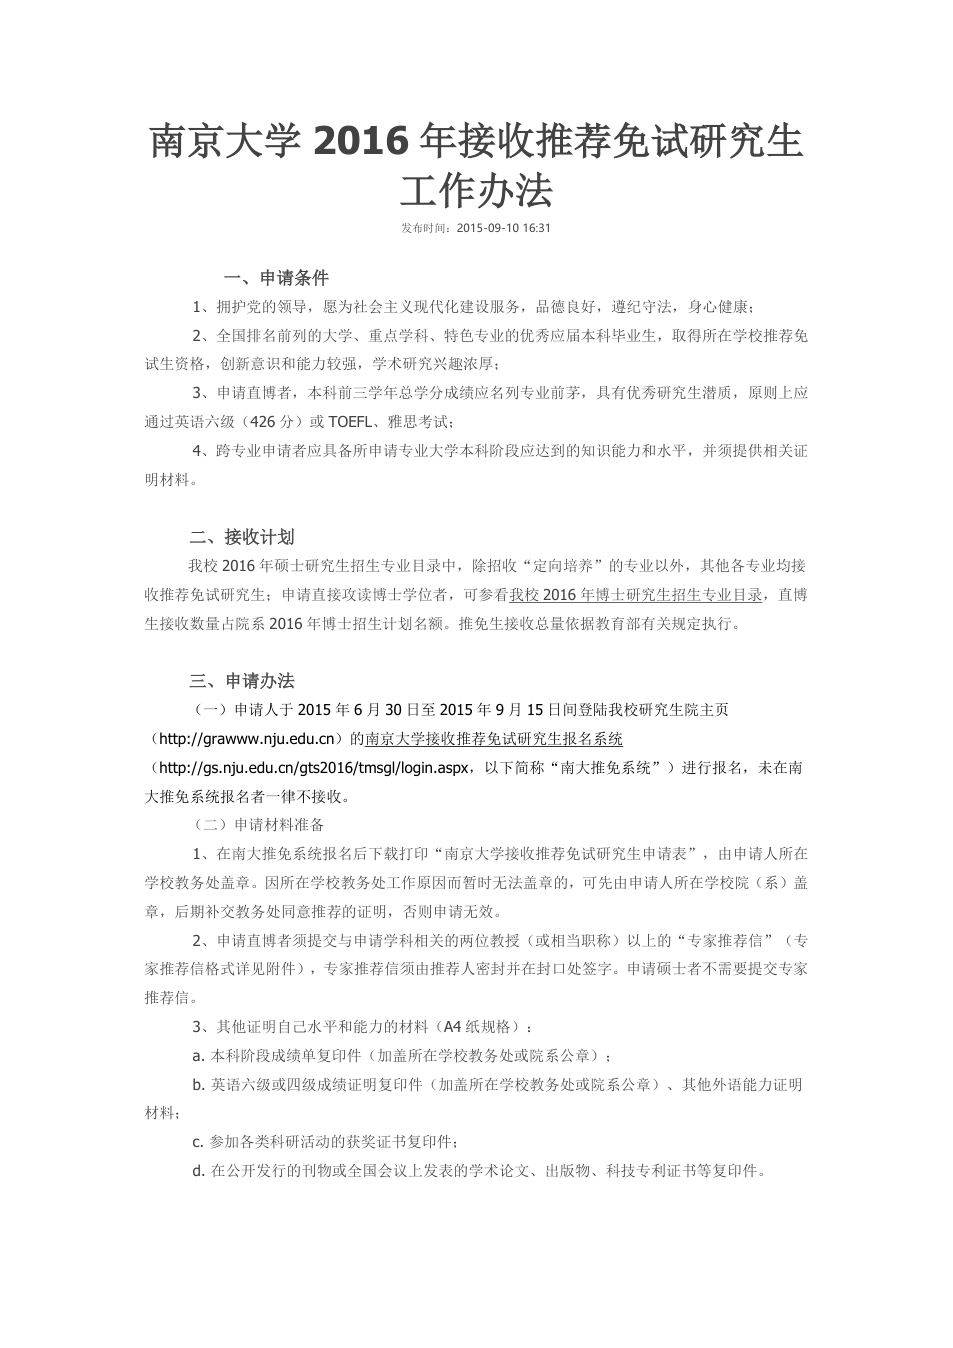 南京大学 2016 年接收推荐免试研究生
工作办法
发布时间：2015-09-10 16:31
一、申请条件
1、拥护党的领导，愿为社会主义现代化建设服务，品德良好，遵纪守法，身心健康；
2、全国排名前列的大学、重点学科、特色专业的优秀应届本科毕业生，取得所在学校推荐免
试生资格，创新意识和能力较强，学术研究兴趣浓厚；
3、申请直博者，本科前三学年总学分成绩应名列专业前茅，具有优秀研究生潜质，原则上应
通过英语六级（426 分）或 TOEFL、雅思考试；
4、跨专业申请者应具备所申请专业大学本科阶段应达到的知识能力和水平，并须提供相关证
明材料。
二、接收计划
我校 2016 年硕士研究生招生专业目录中，除招收“定向培养”的专业以外，其他各专业均接
收推荐免试研究生；申请直接攻读博士学位者，可参看我校 2016 年博士研究生招生专业目录，直博
生接收数量占院系 2016 年博士招生计划名额。推免生接收总量依据教育部有关规定执行。
三、申请办法
（一）申请人于 2015 年 6 月 30 日至 2015 年 9 月 15 日间登陆我校研究生院主页
（http://grawww.nju.edu.cn）的南京大学接收推荐免试研究生报名系统
（http://gs.nju.edu.cn/gts2016/tmsgl/login.aspx，以下简称“南大推免系统”）进行报名，未在南
大推免系统报名者一律不接收。
（二）申请材料准备
1、在南大推免系统报名后下载打印“南京大学接收推荐免试研究生申请表”，由申请人所在
学校教务处盖章。因所在学校教务处工作原因而暂时无法盖章的，可先由申请人所在学校院（系）盖
章，后期补交教务处同意推荐的证明，否则申请无效。
2、申请直博者须提交与申请学科相关的两位教授（或相当职称）以上的“专家推荐信”（专
家推荐信格式详见附件），专家推荐信须由推荐人密封并在封口处签字。申请硕士者不需要提交专家
推荐信。
3、其他证明自己水平和能力的材料（A4 纸规格）：
a. 本科阶段成绩单复印件（加盖所在学校教务处或院系公章）；
b. 英语六级或四级成绩证明复印件（加盖所在学校教务处或院系公章）、其他外语能力证明
材料；
c. 参加各类科研活动的获奖证书复印件；
d. 在公开发行的刊物或全国会议上发表的学术论文、出版物、科技专利证书等复印件。